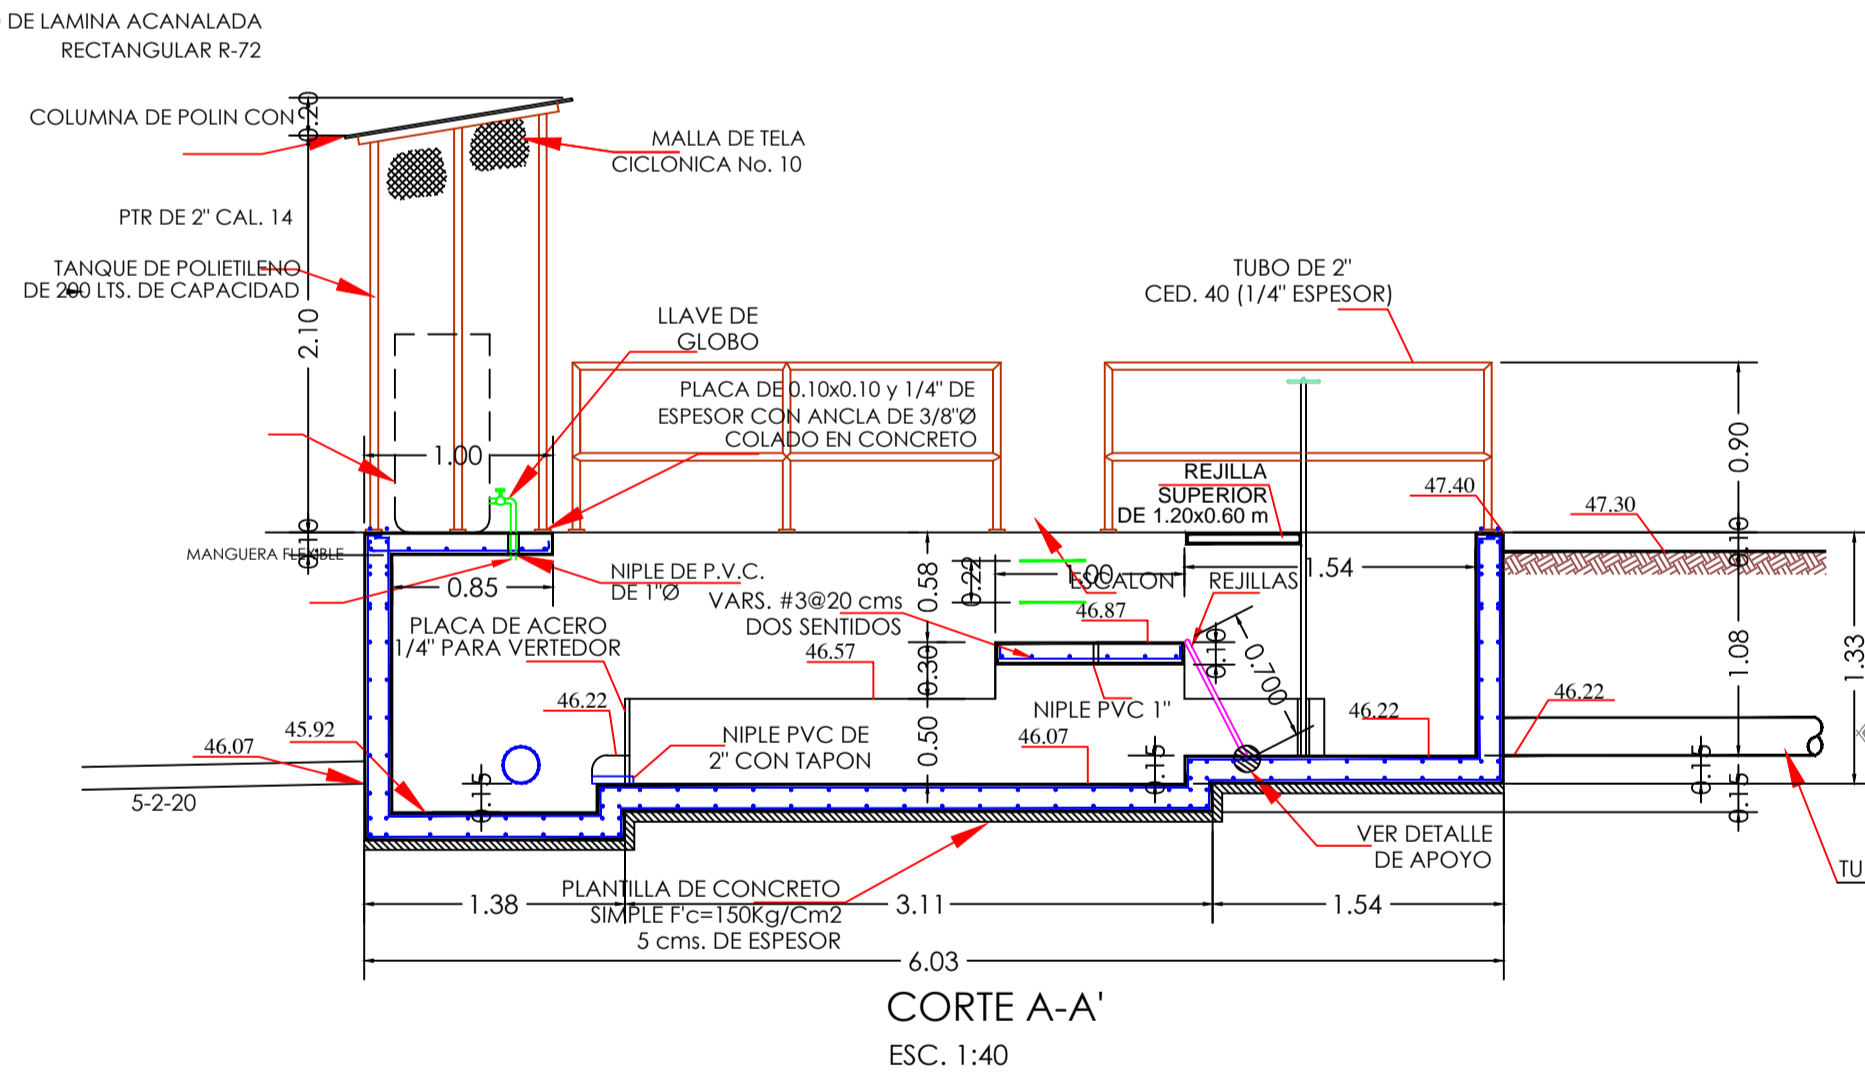 DE LAMINA ACANALADA
RECTANGULAR R-72
COLUMNA DE POLIN CON
0.20
MALLA DE TELA
CICLONICA No. 10
PTR DE 2" CAL. 14
TANQUE DE POLIETILENO
DE 200 LTS. DE CAPACIDAD
2.10
LLAVE DE
GLOBO
TUBO DE 2"
CED. 40 (1/4" ESPESOR)
PLACA DE 0.10x0.10 y 1/4" DE
ESPESOR CON ANCLA DE 3/8"Ø
COLADO EN CONCRETO
1.00
0.90
REJILLA
SUPERIOR
DE 1.20x0.60 m
47.40
47.30
0.10
0.10
MANGUERA FLEXIBLE
0.85
NIPLE DE P.V.C.
DE 1"Ø
0.58
0.22
1.00
ESCALON
REJILLAS
1.54
VARS. #3@20 cms
DOS SENTIDOS
46.87
PLACA DE ACERO
1/4" PARA VERTEDOR
46.57
0.30
0.10
0.700
1.08
1.33
46.22
NIPLE PVC 1"
46.22
46.22
45.92
46.07
NIPLE PVC DE
2" CON TAPON
0.50
46.07
0.15
0.15
0.15
0.15
5-2-20
VER DETALLE
DE APOYO
TU
PLANTILLA DE CONCRETO
SIMPLE F'c=150Kg/Cm2
5 cms. DE ESPESOR
1.38
3.11
1.54
6.03
CORTE A-A'
ESC. 1:40